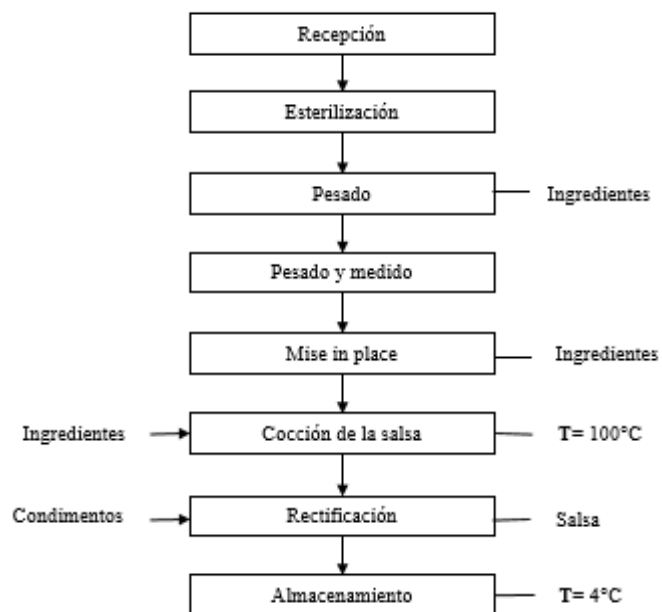 Recepción
Esterilización
Pesado
Ingredientes
Pesado y medido
Mise in place
Ingredientes
Ingredientes
Cocción de la salsa
T= 100°C
Condimentos
Rectificación
Salsa
Almacenamiento
T= 4°C